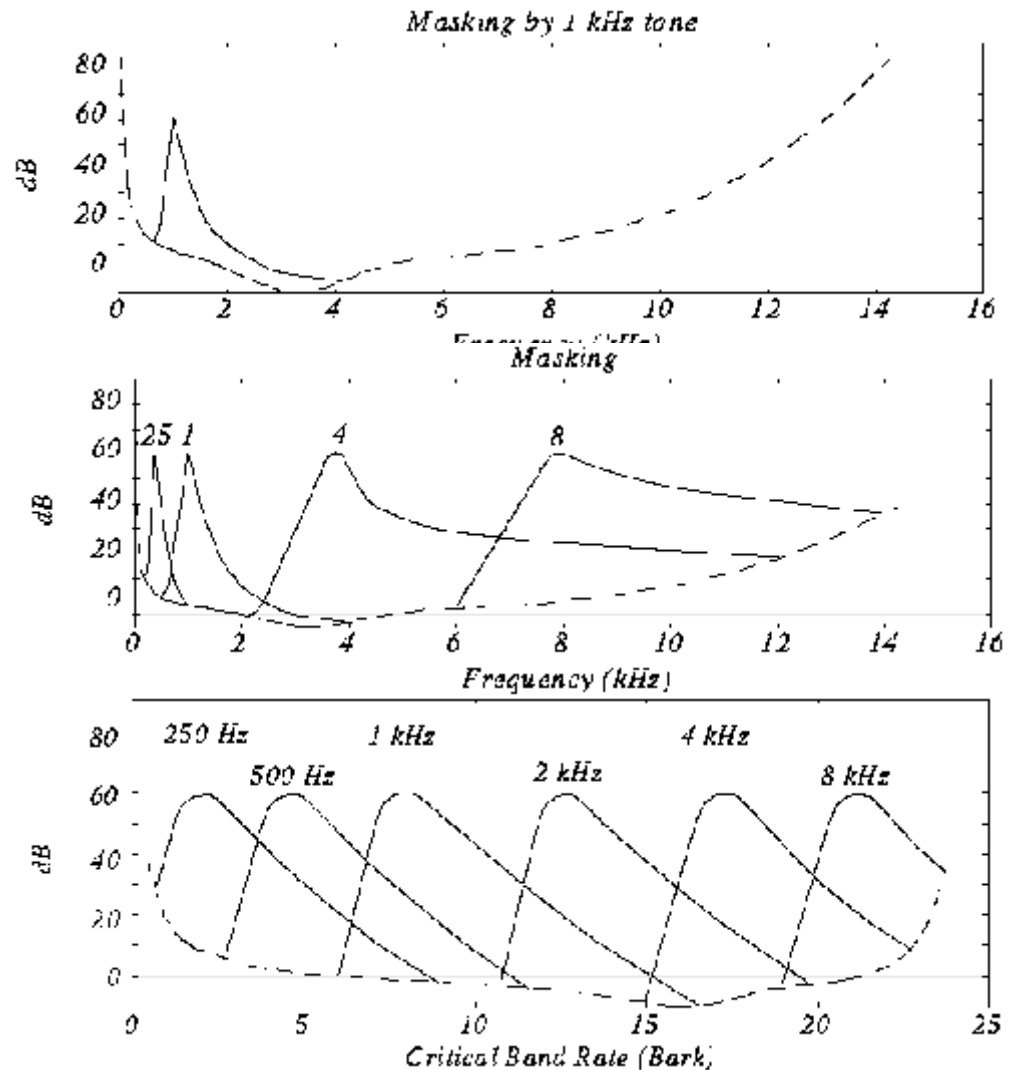 Masking by 1 kHz tone
80
60
40
20
0
dB
0 2 4 6 8 10 12 14 16
Frequency (kHz)
Masking
80
60
40
20
0
dB
25 1 4 8
0 2 4 6 8 10 12 14 16
Frequency (kHz)
80
60
40
20
0
dB
250 Hz 1 kHz 4 kHz
500 Hz 2 kHz 8 kHz
0 5 10 15 20 25
Critical Band Rate (Bark)